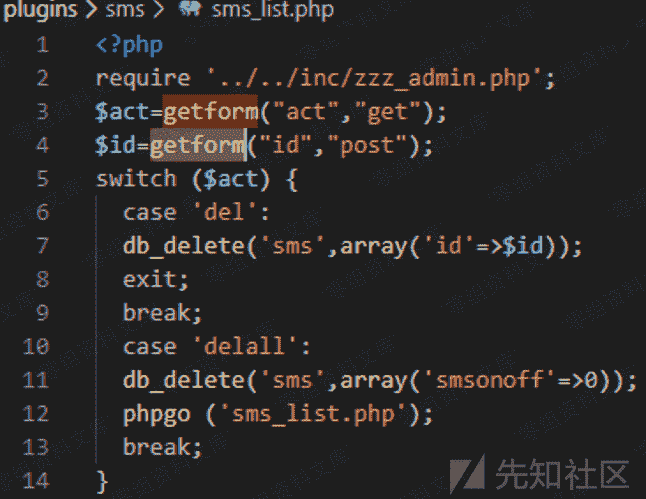 plugins > sms > sms_list.php
1 <?php
2 require '../../inc/zzz_admin.php';
3 $act=getform("act","get");
4 $id=getform("id","post");
5 switch ($act) {
6 case 'del':
7 db_delete('sms',array('id'=>$id));
8 exit;
9 break;
10 case 'delall':
11 db_delete('sms',array('smsonoff'=>0));
12 phpgo ('sms_list.php');
13 break;
14 }
先知社区